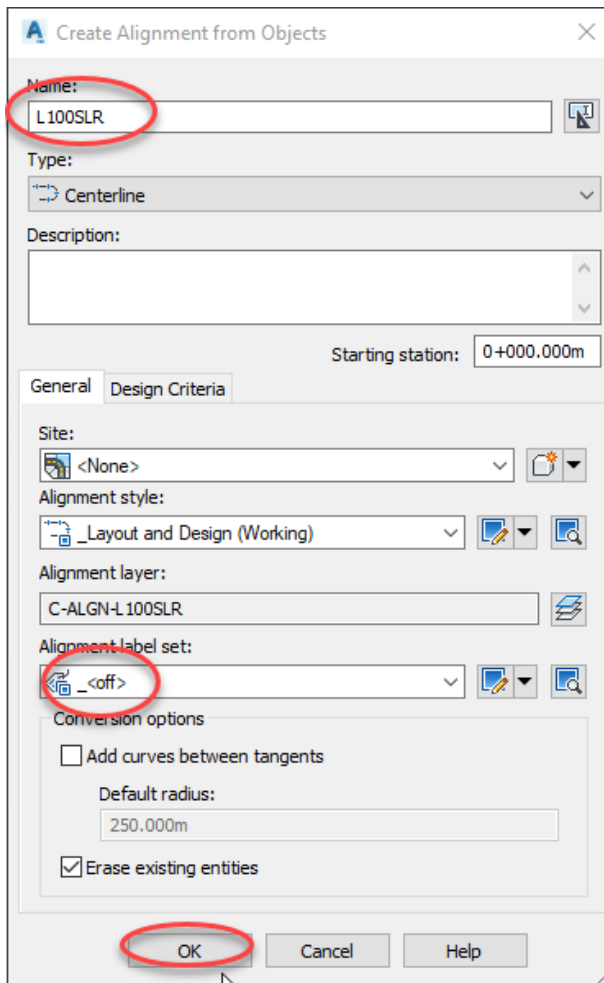 Create Alignment from Objects
Name:
L100SLR
Type:
Centerline
Description:
Starting station: 0+000.000m
General Design Criteria
Site:
<None>
Alignment style:
_Layout and Design (Working)
Alignment layer:
C-ALGN-L100SLR
Alignment label set:
_<off>
Conversion options
Add curves between tangents
Default radius:
250.000m
Erase existing entities
OK Cancel Help